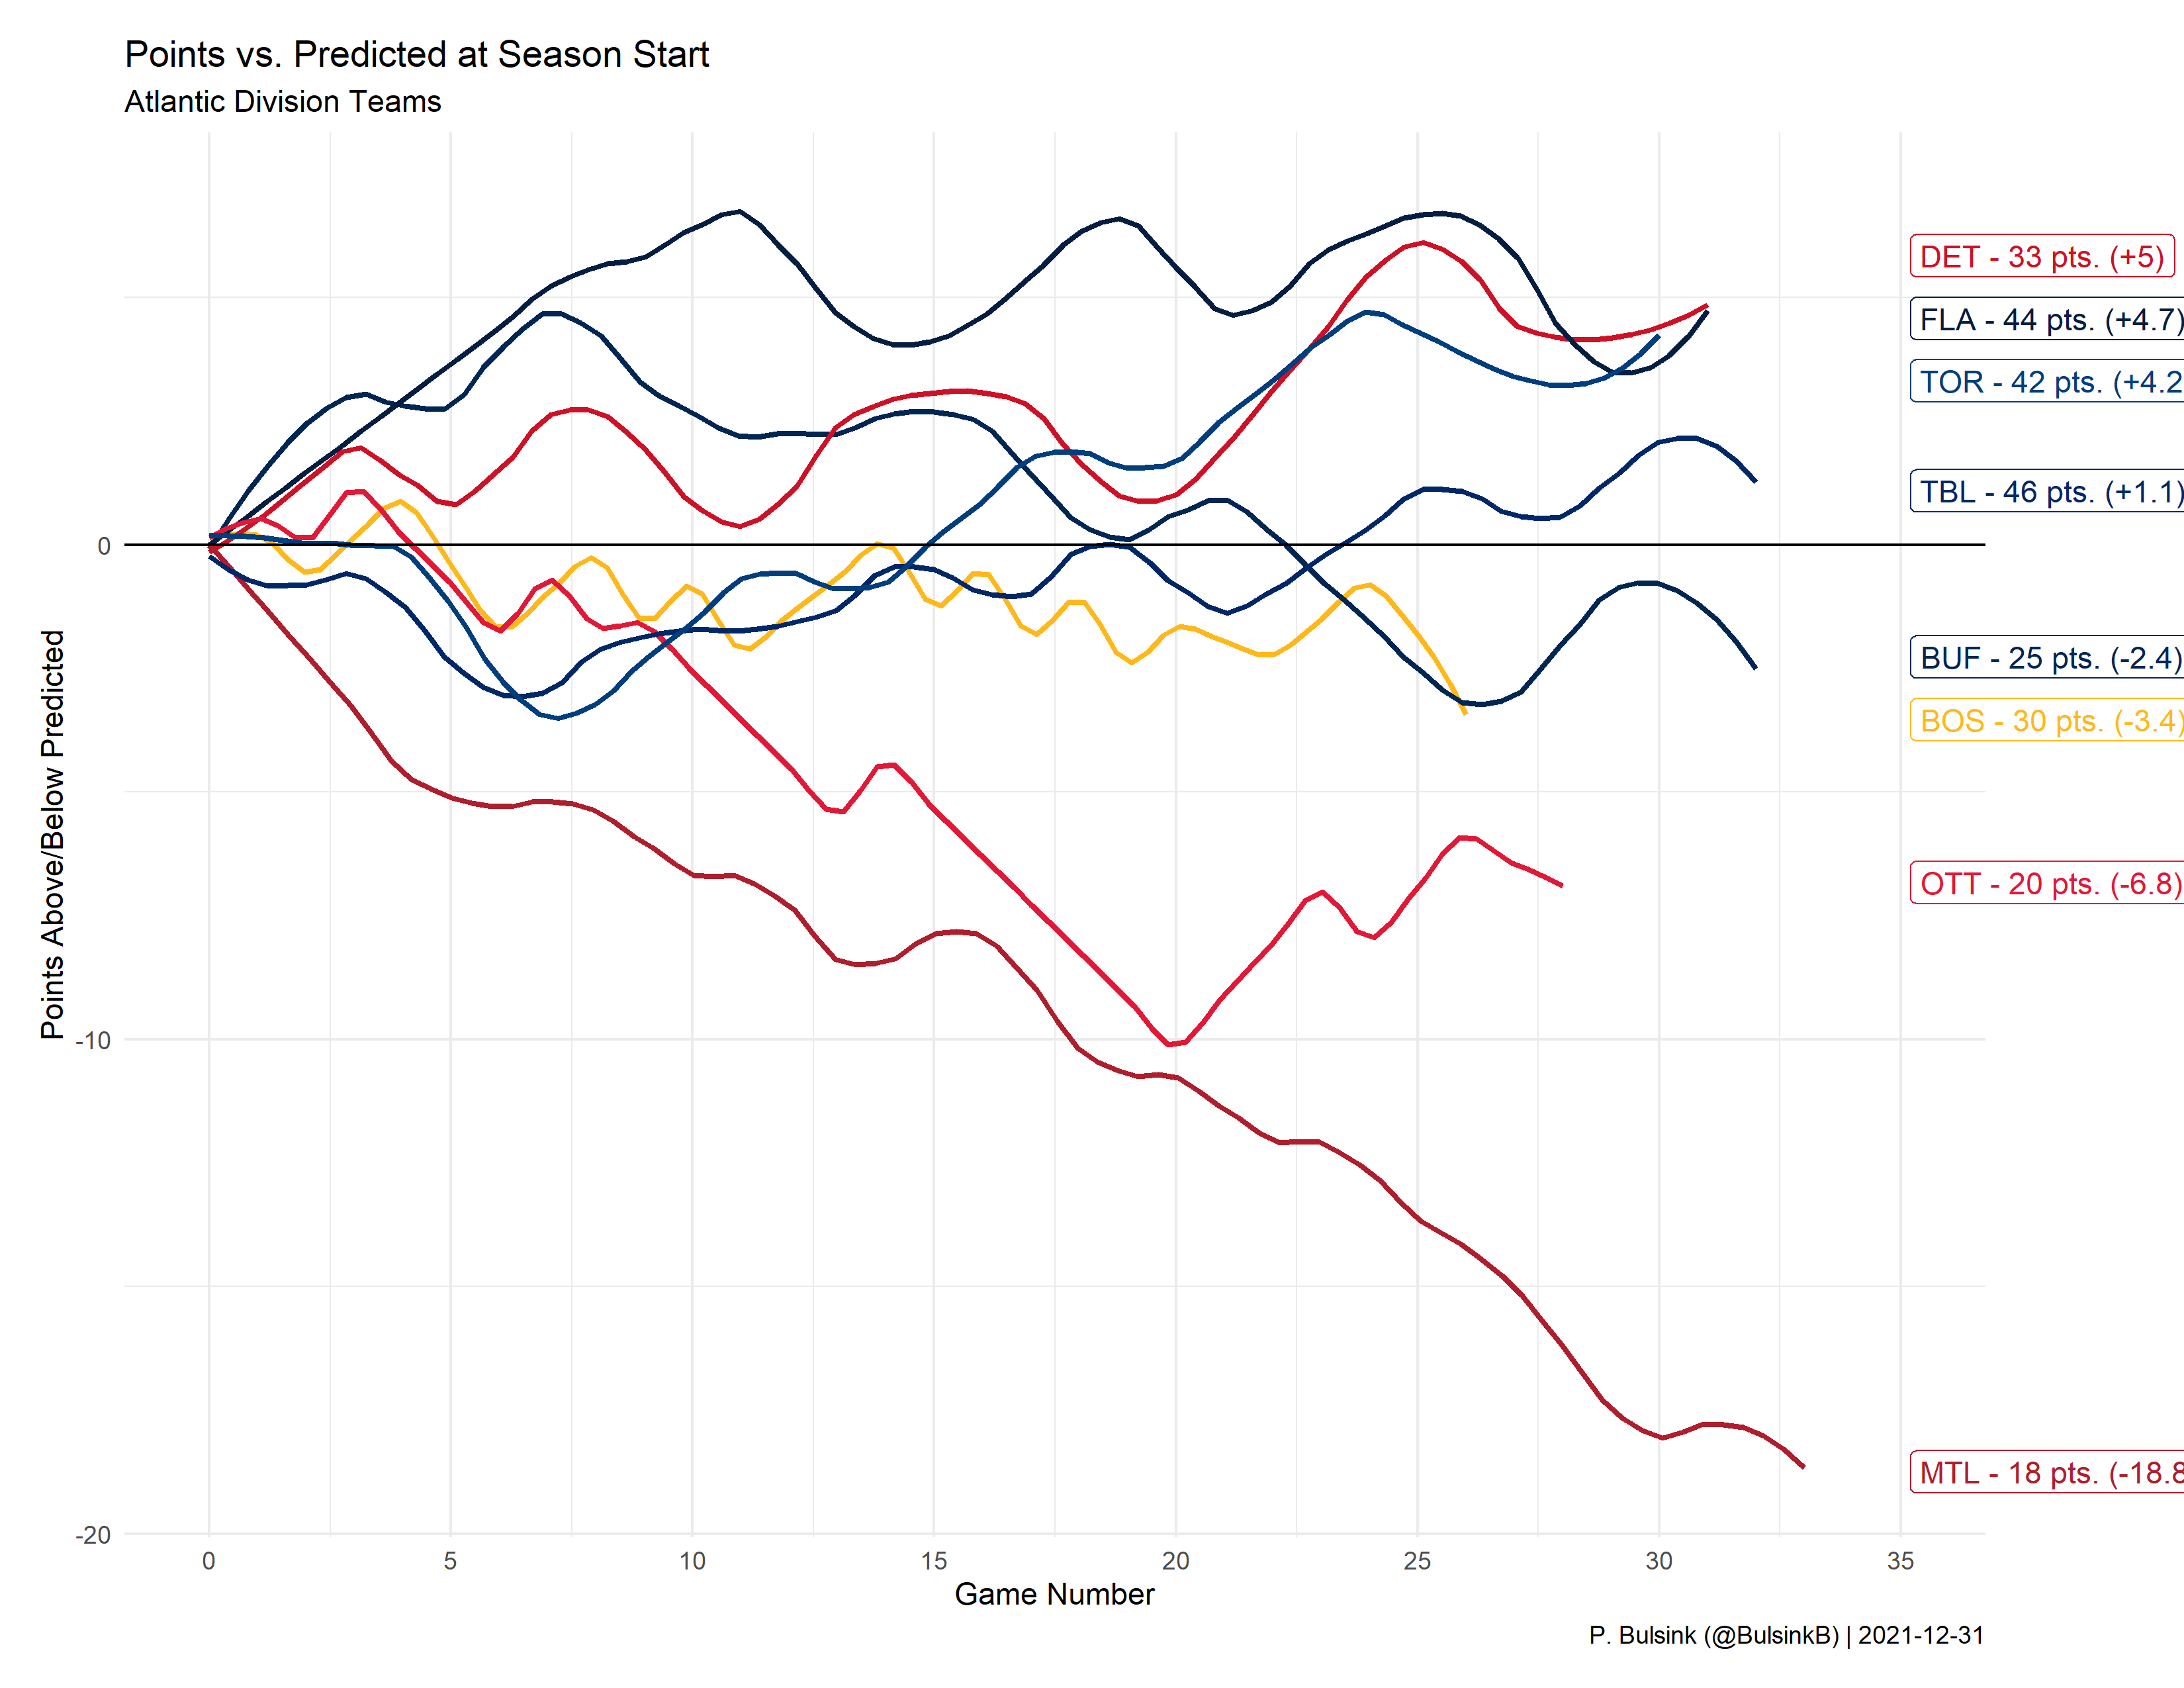 Points vs. Predicted at Season Start
Atlantic Division Teams
Points Above/Below Predicted
0
-10
-20
DET - 33 pts. (+5)
FLA - 44 pts. (+4.7)
TOR - 42 pts. (+4.2
TBL - 46 pts. (+1.1)
BUF - 25 pts. (-2.4)
BOS - 30 pts. (-3.4)
OTT - 20 pts. (-6.8)
MTL - 18 pts. (-18.8
0 5 10 15 20 25 30 35
Game Number
P. Bulsink (@BulsinkB) | 2021-12-31